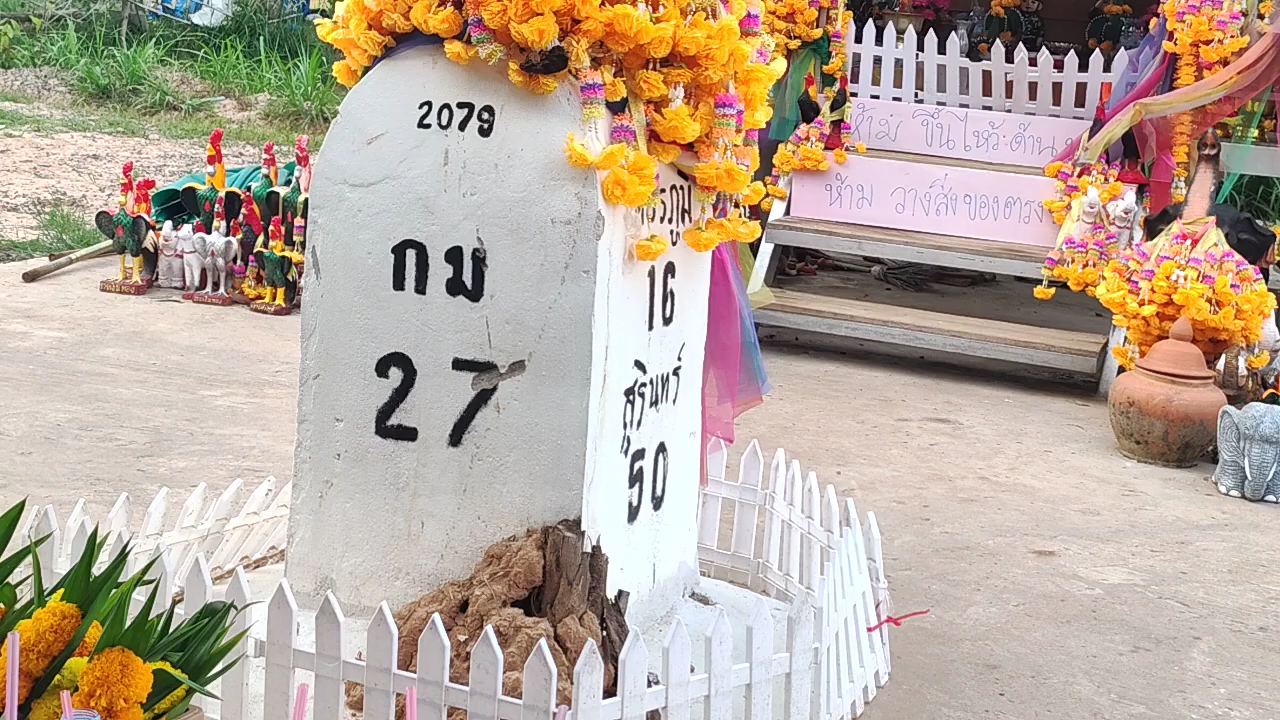 2079
กม
27
16
สุรินทร์
50
ห้าม ขึ้นไหว้ะด้าน
ห้าม วางสิ่งของตรง